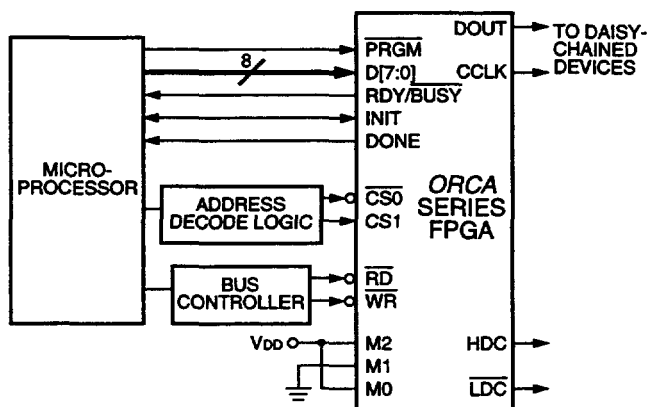 DOUT
TO DAISY-
CHAINED
DEVICES
PRGM
8
D[7:0]
CCLK
RDY/BUSY
INIT
DONE
MICRO-
PROCESSOR
ADDRESS
DECODE LOGIC
CS0
CS1
ORCA
SERIES
FPGA
BUS
CONTROLLER
RD
WR
VDD
M2
HDC
M1
M0
LDC